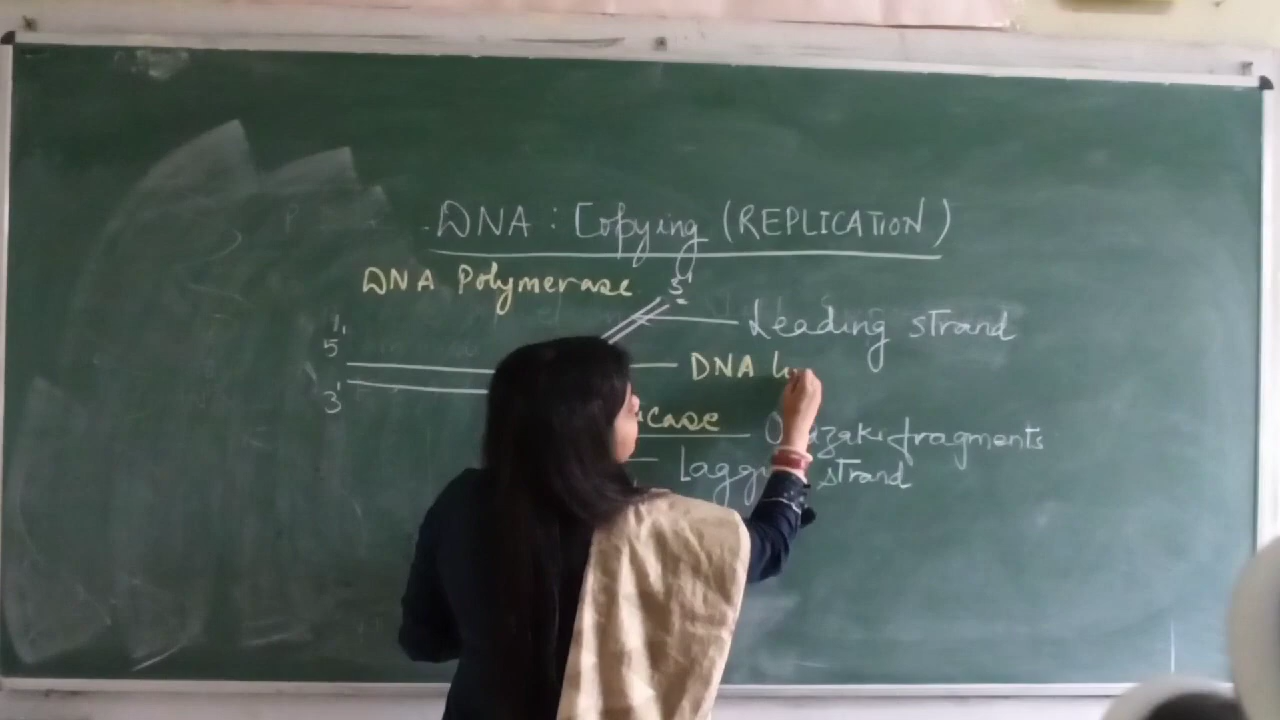 DNA : Copying (REPLICATION)
DNA Polymerase
5'
Leading strand
5'
DNA
3'
fragments
strand